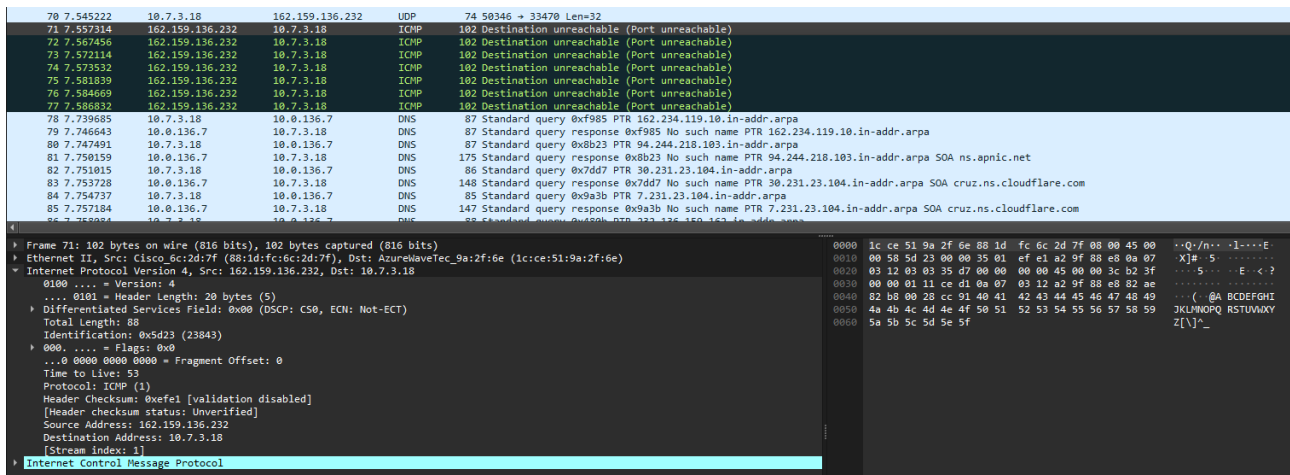 70 7.545222 10.7.3.18 162.159.136.232 UDP 74 50346 → 33470 Len=32
71 7.557314 162.159.136.232 10.7.3.18 ICMP 102 Destination unreachable (Port unreachable)
72 7.567456 162.159.136.232 10.7.3.18 ICMP 102 Destination unreachable (Port unreachable)
73 7.572114 162.159.136.232 10.7.3.18 ICMP 102 Destination unreachable (Port unreachable)
74 7.573532 162.159.136.232 10.7.3.18 ICMP 102 Destination unreachable (Port unreachable)
75 7.581839 162.159.136.232 10.7.3.18 ICMP 102 Destination unreachable (Port unreachable)
76 7.584669 162.159.136.232 10.7.3.18 ICMP 102 Destination unreachable (Port unreachable)
77 7.586832 162.159.136.232 10.7.3.18 ICMP 102 Destination unreachable (Port unreachable)
78 7.739685 10.7.3.18 10.0.136.7 DNS 87 Standard query 0xf985 PTR 162.234.119.10.in-addr.arpa
79 7.746643 10.0.136.7 10.7.3.18 DNS 87 Standard query response 0xf985 No such name PTR 162.234.119.10.in-addr.arpa
80 7.747491 10.7.3.18 10.0.136.7 DNS 87 Standard query 0x8b23 PTR 94.244.218.103.in-addr.arpa
81 7.750159 10.0.136.7 10.7.3.18 DNS 175 Standard query response 0x8b23 No such name PTR 94.244.218.103.in-addr.arpa SOA ns.apnic.net
82 7.751015 10.7.3.18 10.0.136.7 DNS 86 Standard query 0x7dd7 PTR 30.231.23.104.in-addr.arpa
83 7.753728 10.0.136.7 10.7.3.18 DNS 148 Standard query response 0x7dd7 No such name PTR 30.231.23.104.in-addr.arpa SOA cruz.ns.cloudflare.com
84 7.754737 10.7.3.18 10.0.136.7 DNS 85 Standard query 0x9a3b PTR 7.231.23.104.in-addr.arpa
85 7.757184 10.0.136.7 10.7.3.18 DNS 147 Standard query response 0x9a3b No such name PTR 7.231.23.104.in-addr.arpa SOA cruz.ns.cloudflare.com
86 7.758084 10.7.3.18 10.0.136.7 DNS 88 Standard query PTR 232.136.159.162.in-addr.arpa
Frame 71: 102 bytes on wire (816 bits), 102 bytes captured (816 bits)
Ethernet II, Src: Cisco_6c:2d:7f (88:1d:fc:6c:2d:7f), Dst: AzureWaveTec_9a:2f:6e (1c:ce:51:9a:2f:6e)
Internet Protocol Version 4, Src: 162.159.136.232, Dst: 10.7.3.18
0100 .... = Version: 4
.... 0101 = Header Length: 20 bytes (5)
Differentiated Services Field: 0x00 (DSCP: CS0, ECN: Not-ECT)
Total Length: 88
Identification: 0x5d23 (23843)
000. .... = Flags: 0x0
...0 0000 0000 0000 = Fragment Offset: 0
Time to Live: 53
Protocol: ICMP (1)
Header Checksum: 0xefe1 [validation disabled]
[Header checksum status: Unverified]
Source Address: 162.159.136.232
Destination Address: 10.7.3.18
[Stream index: 1]
Internet Control Message Protocol
0000 1c ce 51 9a 2f 6e 88 1d fc 6c 2d 7f 08 00 45 00 ··Q·/n·· ·l-···E·
0010 00 58 5d 23 00 00 35 01 ef e1 a2 9f 88 e8 0a 07 ·X]#··5· ········
0020 03 12 03 03 35 d7 00 00 00 00 45 00 00 3c b2 3f ····5··· ··E··<·?
0030 00 00 01 11 ce d1 0a 07 03 12 a2 9f 88 e8 82 ae ········ ········
0040 82 b8 00 28 cc 91 40 41 42 43 44 45 46 47 48 49 ···(··@A BCDEFGHI
0050 4a 4b 4c 4d 4e 4f 50 51 52 53 54 55 56 57 58 59 JKLMNOPQ RSTUVWXY
0060 5a 5b 5c 5d 5e 5f Z[\]^_